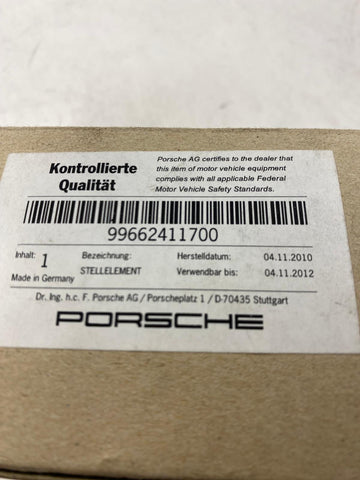 Kontrollierte
Qualität
Porsche AG certifies to the dealer that
this item of motor vehicle equipment
complies with all applicable Federal
Motor Vehicle Safety Standards.
99662411700
Inhalt: 1 Bezeichnung: Herstelldatum: 04.11.2010
Made in Germany STELLELEMENT Verwendbar bis: 04.11.2012
Dr. Ing. h.c. F. Porsche AG / Porscheplatz 1 / D-70435 Stuttgart
PORSCHE